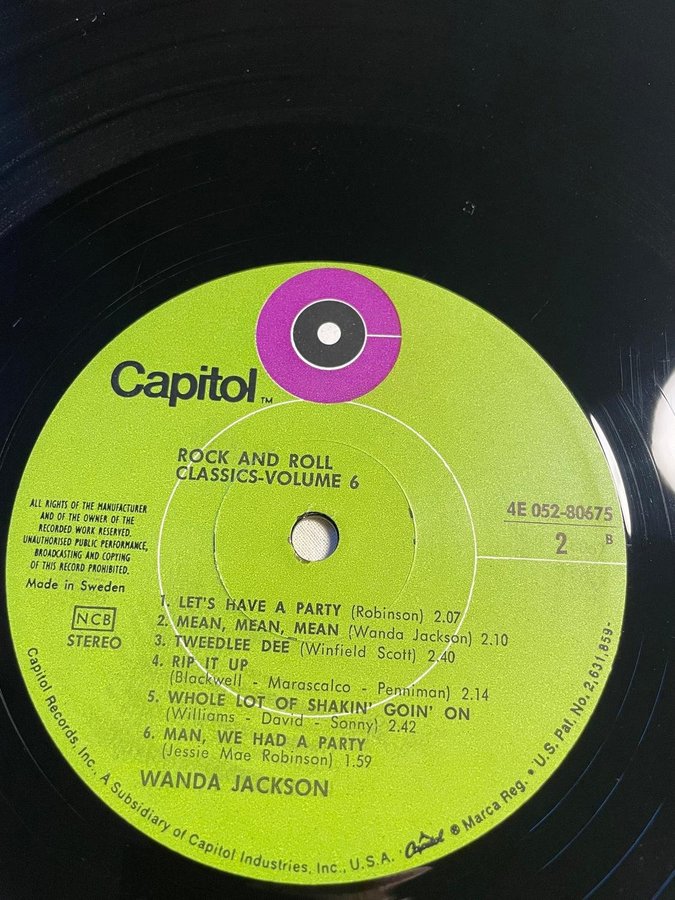 Capitol™
ROCK AND ROLL
CLASSICS-VOLUME 6
ALL RIGHTS OF THE MANUFACTURER
AND OF THE OWNER OF THE
RECORDED WORK RESERVED.
UNAUTHORISED PUBLIC PERFORMANCE,
BROADCASTING AND COPYING
OF THIS RECORD PROHIBITED.
Made in Sweden
NCB
STEREO
4E 052-80675
2 B
1. LET'S HAVE A PARTY (Robinson) 2.07
2. MEAN, MEAN, MEAN (Wanda Jackson) 2.10
3. TWEEDLEE DEE (Winfield Scott) 2.40
4. RIP IT UP
(Blackwell - Marascalco - Penniman) 2.14
5. WHOLE LOT OF SHAKIN' GOIN' ON
(Williams - David - Sonny) 2.42
6. MAN, WE HAD A PARTY
(Jessie Mae Robinson) 1.59
WANDA JACKSON
Capitol Records, Inc., A Subsidiary of Capitol Industries, Inc., U.S.A. · Capitol ® Marca Reg. • U.S. Pat. No. 2,631,859-